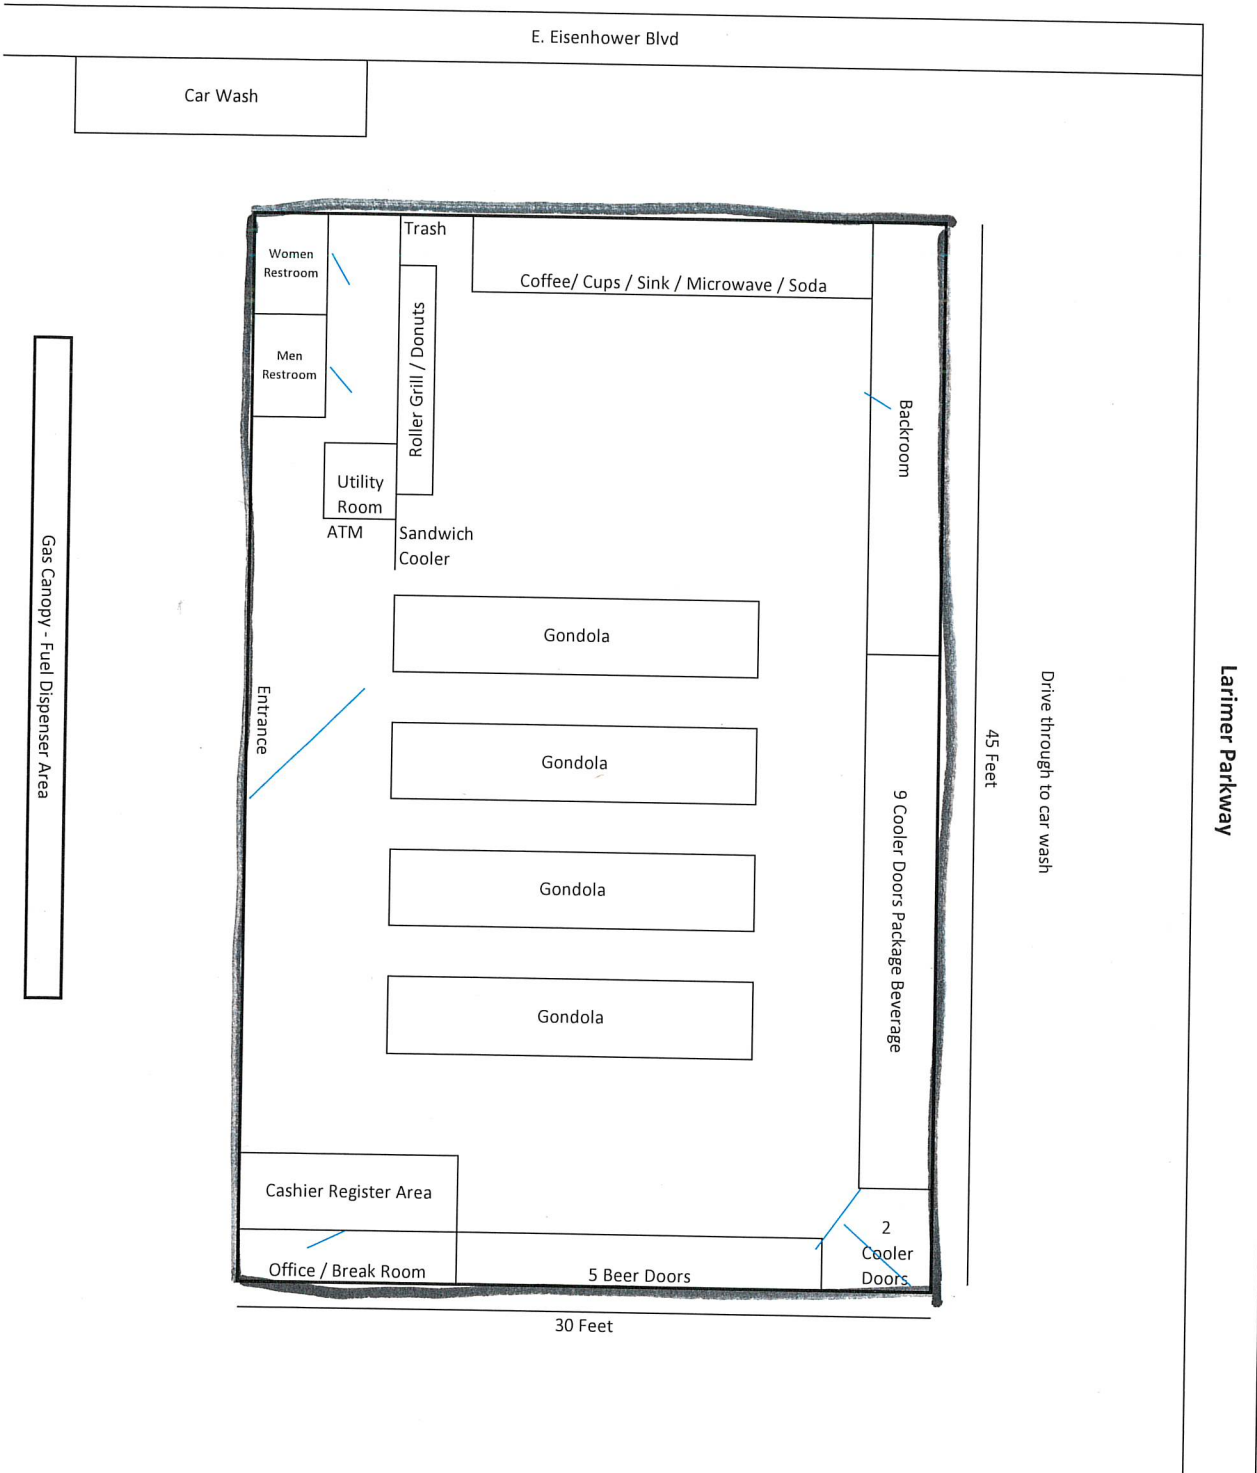 E. Eisenhower Blvd
Car Wash
Women
Restroom
Trash
Coffee/ Cups / Sink / Microwave / Soda
Men
Restroom
Roller Grill / Donuts
Backroom
Utility
Room
ATM
Sandwich
Cooler
Gas Canopy - Fuel Dispenser Area
Gondola
Entrance
Gondola
45 Feet
Drive through to car wash
Larimer Parkway
Gondola
9 Cooler Doors Package Beverage
Gondola
Cashier Register Area
2
Cooler
Doors
Office / Break Room
5 Beer Doors
30 Feet